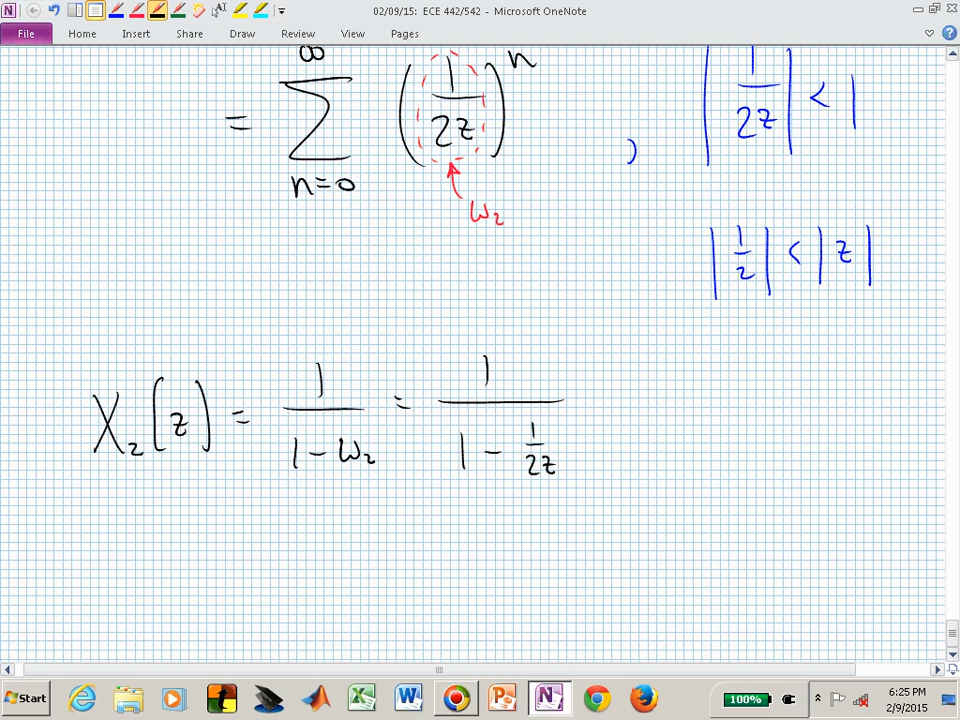 02/09/15: ECE 442/542 - Microsoft OneNote
File Home Insert Share Draw Review View Pages
= ∞ Σ n=0 (1/2z)^n , |1/2z| < 1
w₂
|1/2| < |z|
X₂(z) = 1/(1-w₂) = 1/(1 - 1/2z)
Start
100%
6:25 PM
2/9/2015